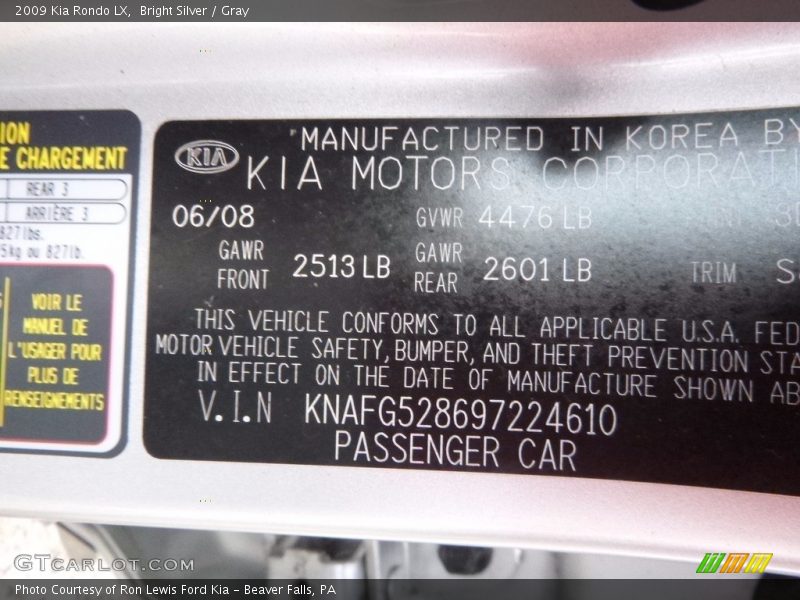 2009 Kia Rondo LX,  Bright Silver / Gray
ION
E CHARGEMENT
REAR 3
ARRIÈRE 3
827lbs.
5kg ou 827lb.
VOIR LE
MANUEL DE
L'USAGER POUR
PLUS DE
RENSEIGNEMENTS
KIA
MANUFACTURED IN KOREA BY
KIA MOTORS CORPORATI
06/08 GVWR 4476 LB
GAWR FRONT 2513 LB GAWR REAR 2601 LB TRIM
THIS VEHICLE CONFORMS TO ALL APPLICABLE U.S.A. FED
MOTOR VEHICLE SAFETY, BUMPER, AND THEFT PREVENTION STA
IN EFFECT ON THE DATE OF MANUFACTURE SHOWN AB
V.I.N KNAFG528697224610
PASSENGER CAR
GTCARLOT.COM
Photo Courtesy of Ron Lewis Ford Kia – Beaver Falls, PA